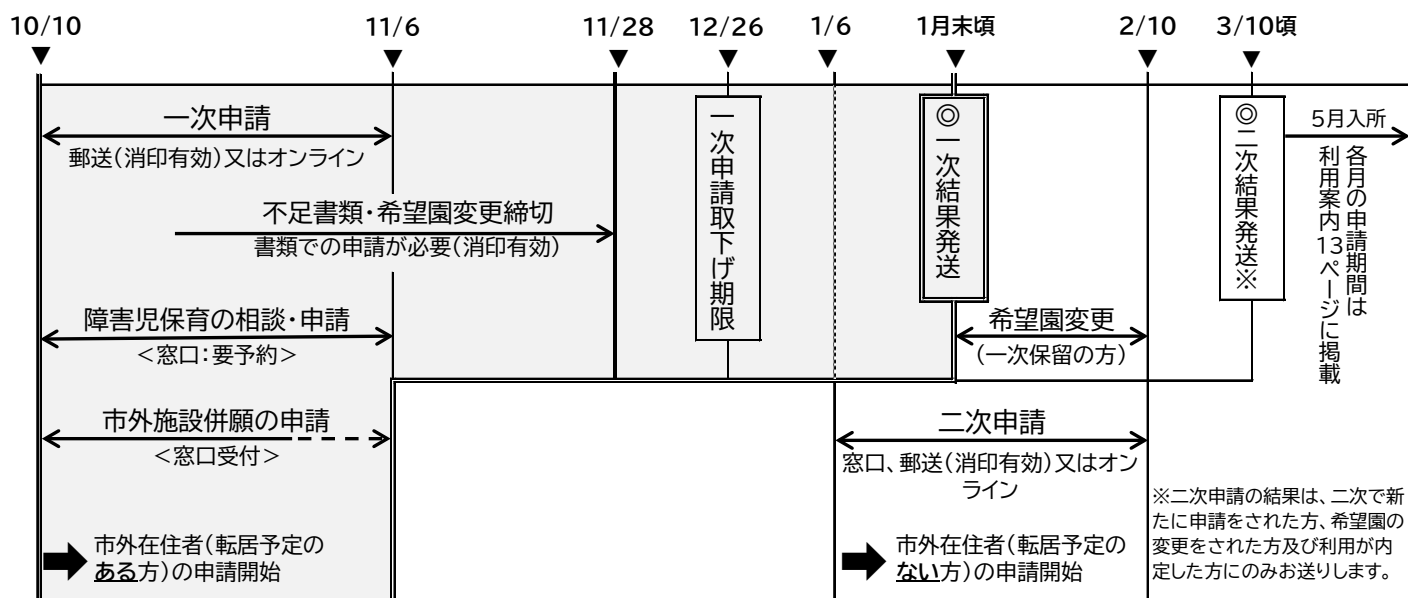 10/10
11/6
11/28
12/26
1/6
1月末頃
2/10
3/10頃
一次申請
郵送(消印有効)又はオンライン
不足書類・希望園変更締切
書類での申請が必要(消印有効)
障害児保育の相談・申請
<窓口:要予約>
市外施設併願の申請
<窓口受付>
市外在住者(転居予定の
ある方)の申請開始
一次申請取下げ期限
◎一次結果発送
希望園変更
(一次保留の方)
二次申請
窓口、郵送(消印有効)又はオン
ライン
市外在住者(転居予定の
ない方)の申請開始
◎二次結果発送※
5月入所
各月の申請期間は
利用案内13ページに掲載
※二次申請の結果は、二次で新
たに申請をされた方、希望園の
変更をされた方及び利用が内
定した方にのみお送りします。